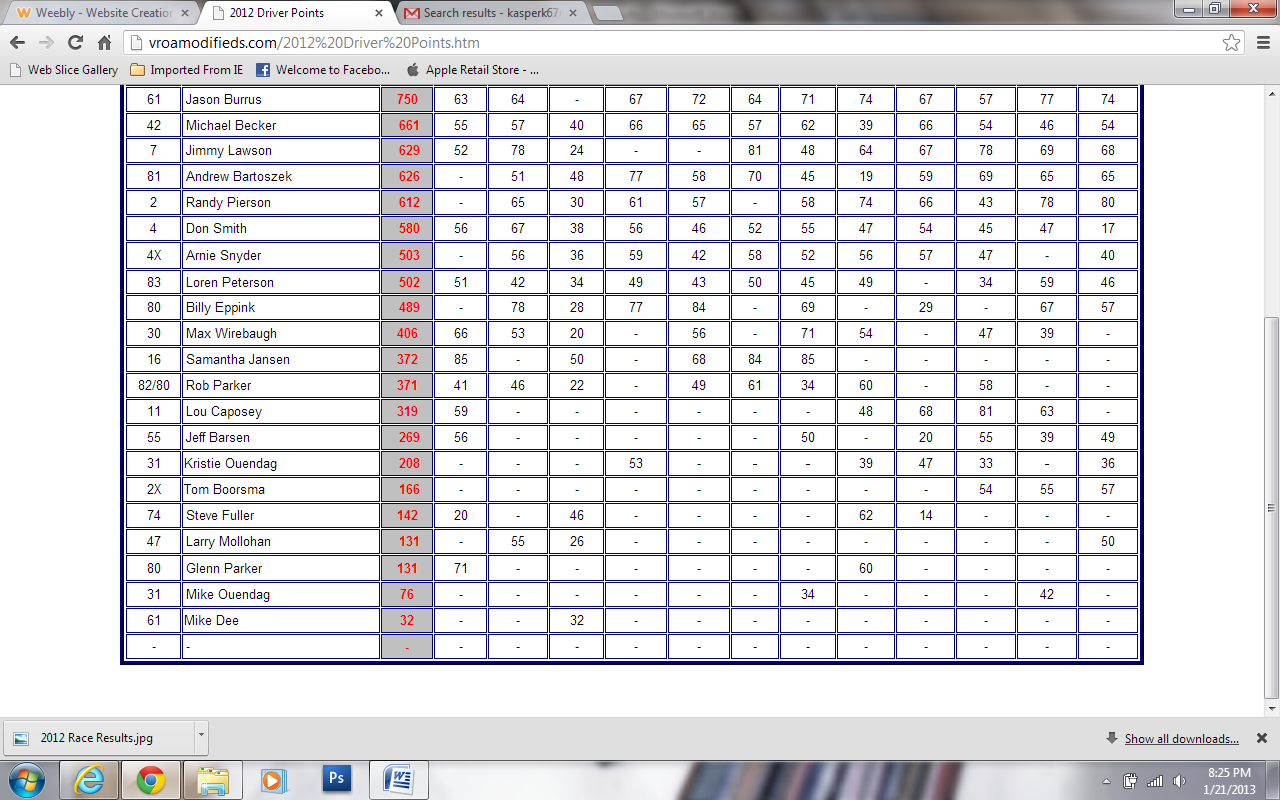 Weebly - Website Creation
2012 Driver Points
Search results - kasperk67
vroamodifieds.com/2012%20Driver%20Points.htm
Web Slice Gallery Imported From IE Welcome to Facebo... Apple Retail Store - ...
61 Jason Burrus 750 63 64 - 67 72 64 71 74 67 57 77 74
42 Michael Becker 661 55 57 40 66 65 57 62 39 66 54 46 54
7 Jimmy Lawson 629 52 78 24 - - 81 48 64 67 78 69 68
81 Andrew Bartoszek 626 - 51 48 77 58 70 45 19 59 69 65 65
2 Randy Pierson 612 - 65 30 61 57 - 58 74 66 43 78 80
4 Don Smith 580 56 67 38 56 46 52 55 47 54 45 47 17
4X Arnie Snyder 503 - 56 36 59 42 58 52 56 57 47 - 40
83 Loren Peterson 502 51 42 34 49 43 50 45 49 - 34 59 46
80 Billy Eppink 489 - 78 28 77 84 - 69 - 29 - 67 57
30 Max Wirebaugh 406 66 53 20 - 56 - 71 54 - 47 39 -
16 Samantha Jansen 372 85 - 50 - 68 84 85 - - - - -
82/80 Rob Parker 371 41 46 22 - 49 61 34 60 - 58 - -
11 Lou Caposey 319 59 - - - - - - 48 68 81 63 -
55 Jeff Barsen 269 56 - - - - - 50 - 20 55 39 49
31 Kristie Ouendag 208 - - - 53 - - - 39 47 33 - 36
2X Tom Boorsma 166 - - - - - - - - - 54 55 57
74 Steve Fuller 142 20 - 46 - - - - 62 14 - - -
47 Larry Mollohan 131 - 55 26 - - - - - - - - 50
80 Glenn Parker 131 71 - - - - - - 60 - - - -
31 Mike Ouendag 76 - - - - - - 34 - - - 42 -
61 Mike Dee 32 - - 32 - - - - - - - - -
- - - - - - - - - - - - - - -
2012 Race Results.jpg
Show all downloads...
Ps
W
8:25 PM
1/21/2013